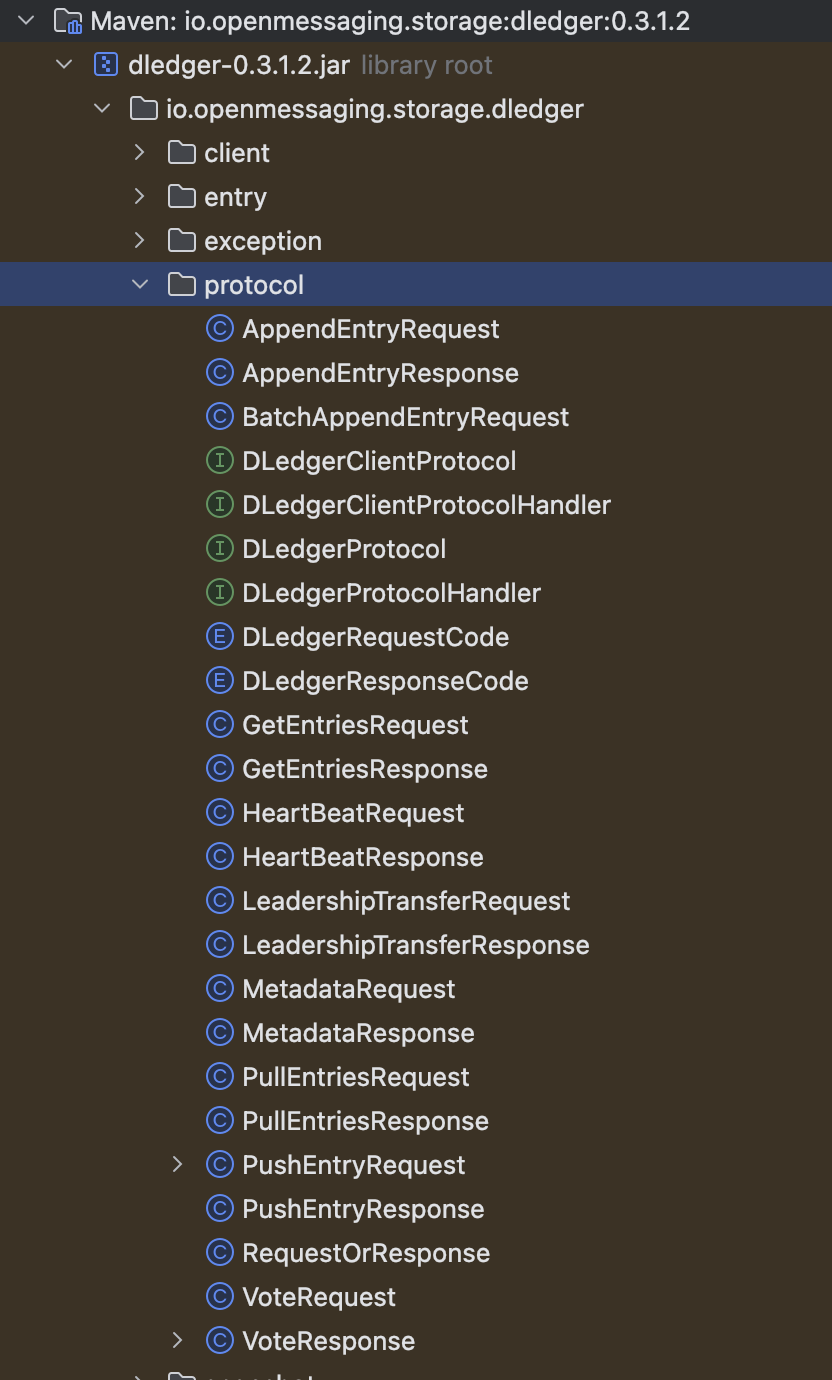 Maven: io.openmessaging.storage:dledger:0.3.1.2
dledger-0.3.1.2.jar library root
io.openmessaging.storage.dledger
client
entry
exception
protocol
C AppendEntryRequest
C AppendEntryResponse
C BatchAppendEntryRequest
I DLedgerClientProtocol
I DLedgerClientProtocolHandler
I DLedgerProtocol
I DLedgerProtocolHandler
E DLedgerRequestCode
E DLedgerResponseCode
C GetEntriesRequest
C GetEntriesResponse
C HeartBeatRequest
C HeartBeatResponse
C LeadershipTransferRequest
C LeadershipTransferResponse
C MetadataRequest
C MetadataResponse
C PullEntriesRequest
C PullEntriesResponse
C PushEntryRequest
C PushEntryResponse
C RequestOrResponse
C VoteRequest
C VoteResponse